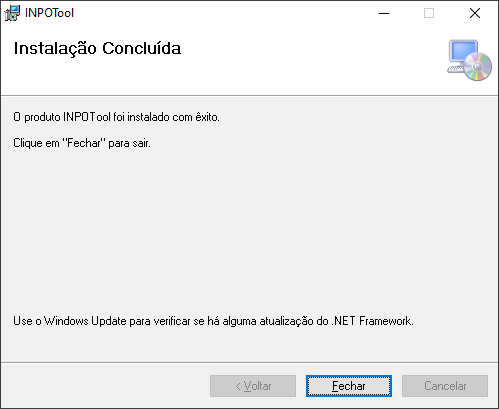 INPOTool
Instalação Concluída
O produto INPOTool foi instalado com êxito.
Clique em "Fechar" para sair.
Use o Windows Update para verificar se há alguma atualização do .NET Framework.
< Voltar
Fechar
Cancelar